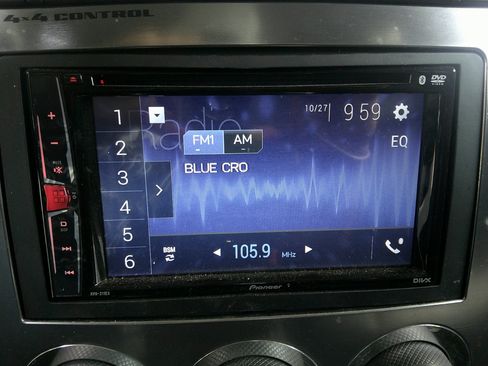 4x4 CONTROL
DVD
Radio
10/27 9 59
1
FM1 AM
EQ
2
MUTE
BLUE CRO
3
4
5
BSM
105.9 MHz
6
Pioneer
DIVX